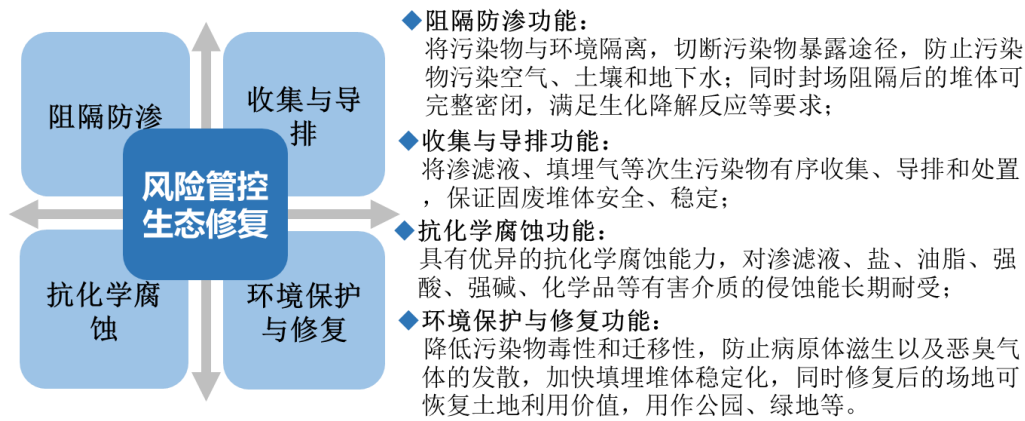 阻隔防渗
收集与导
排
风险管控
生态修复
抗化学腐
蚀
环境保护
与修复
◆阻隔防渗功能：
将污染物与环境隔离，切断污染物暴露途径，防止污染
物污染空气、土壤和地下水；同时封场阻隔后的堆体可
完整密闭，满足生化降解反应等要求；
◆收集与导排功能：
将渗滤液、填埋气等次生污染物有序收集、导排和处置
，保证固废堆体安全、稳定；
◆抗化学腐蚀功能：
具有优异的抗化学腐蚀能力，对渗滤液、盐、油脂、强
酸、强碱、化学品等有害介质的侵蚀能长期耐受；
◆环境保护与修复功能：
降低污染物毒性和迁移性，防止病原体滋生以及恶臭气
体的发散，加快填埋堆体稳定化，同时修复后的场地可
恢复土地利用价值，用作公园、绿地等。